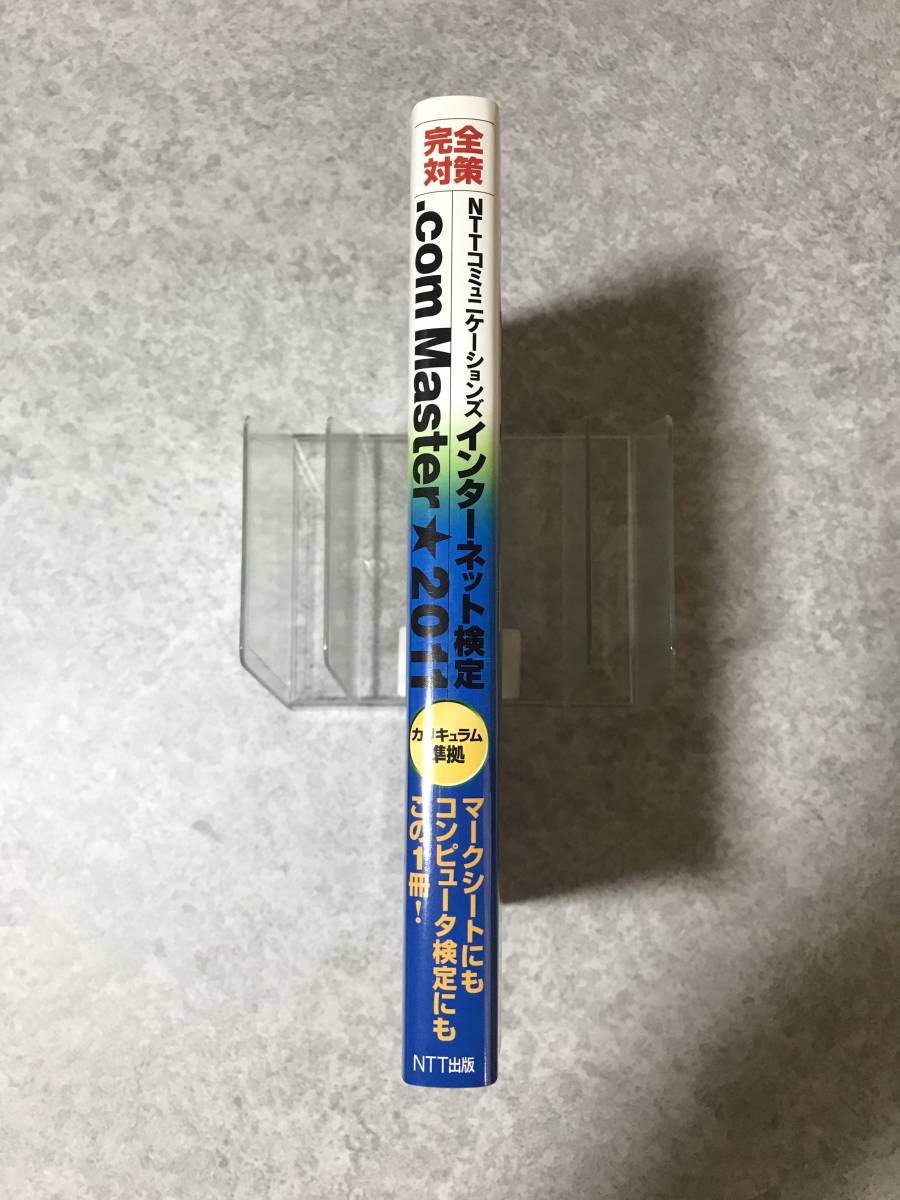 完全
対策
NTTコミュニケーションズ インターネット検定
.com Master★2011
カリキュラム
準拠
マークシートにも
コンピュータ検定にも
この1冊!
NTT出版